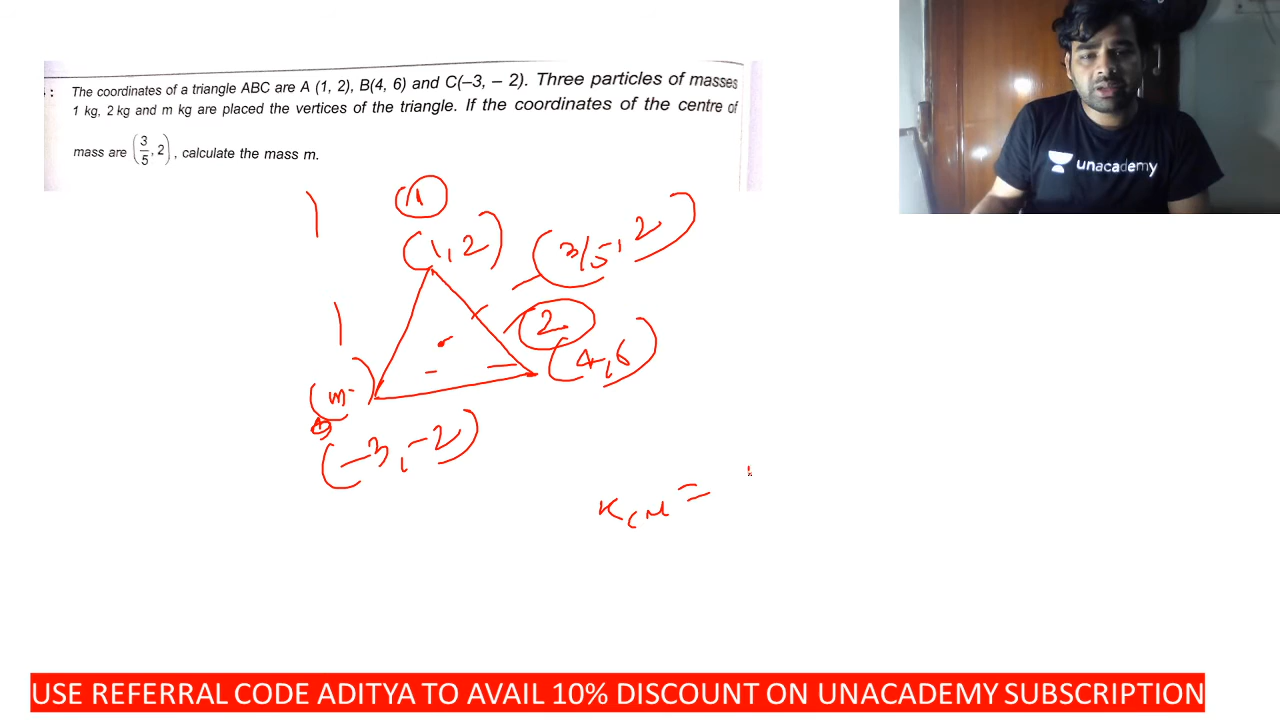 : The coordinates of a triangle ABC are A (1, 2), B(4, 6) and C(–3, – 2). Three particles of masses
1 kg, 2 kg and m kg are placed the vertices of the triangle. If the coordinates of the centre of
mass are (3/5, 2), calculate the mass m.
unacademy
1
(1, 2)
(3/5, 2)
2
(4, 6)
(m)
(-3, -2)
xCM =
USE REFERRAL CODE ADITYA TO AVAIL 10% DISCOUNT ON UNACADEMY SUBSCRIPTION